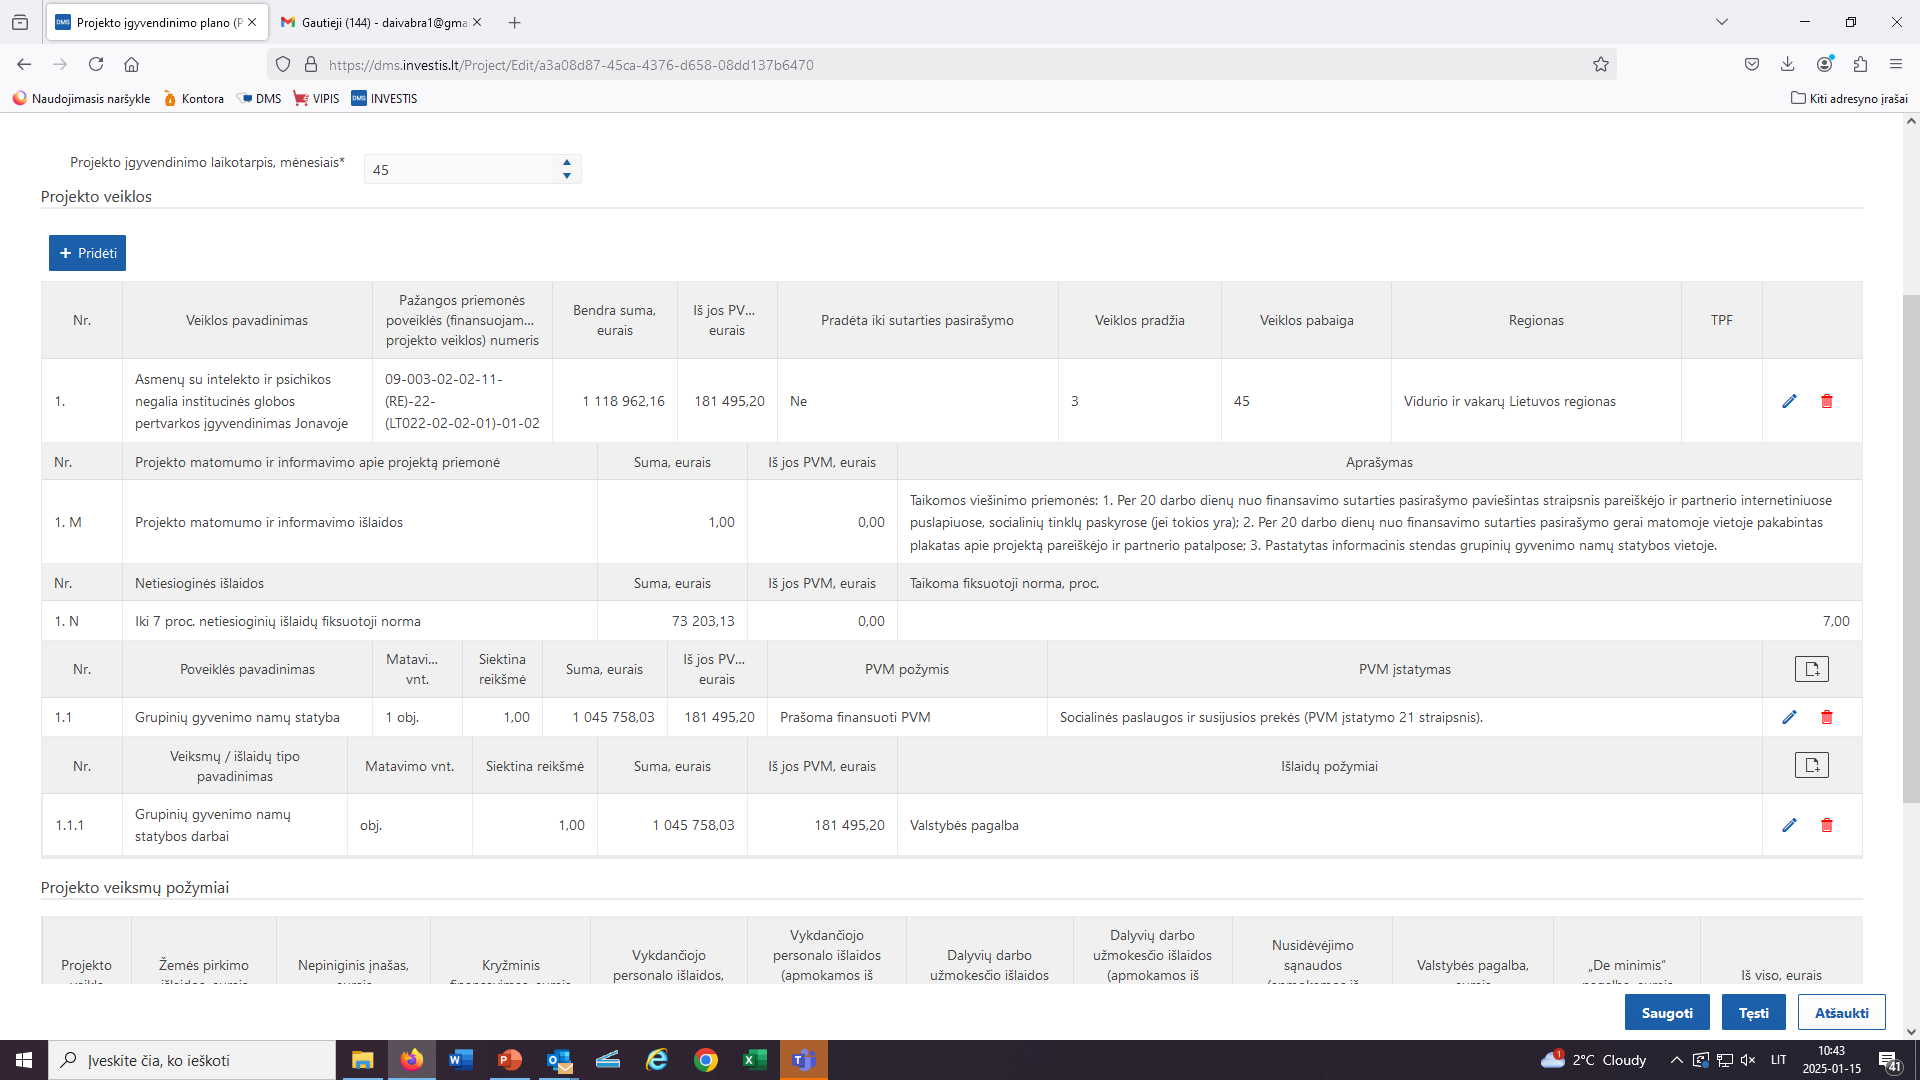 Projekto įgyvendinimo plano (P
Gautieji (144) - daivabra1@gma
https://dms.investis.lt/Project/Edit/a3a08d87-45ca-4376-d658-08dd137b6470
Naudojimasis naršykle
Kontora
DMS
VIPIS
INVESTIS
Kiti adresyno įrašai
Projekto įgyvendinimo laikotarpis, mėnesiais*
45
Projekto veiklos
+ Pridėti
Nr.
Veiklos pavadinimas
Pažangos priemonės
poveiklės (finansuojam...
projekto veiklos) numeris
Bendra suma,
eurais
Iš jos PV...
eurais
Pradėta iki sutarties pasirašymo
Veiklos pradžia
Veiklos pabaiga
Regionas
TPF
1.
Asmenų su intelekto ir psichikos
negalia institucinės globos
pertvarkos įgyvendinimas Jonavoje
09-003-02-02-11-
(RE)-22-
(LT022-02-02-01)-01-02
1 118 962,16
181 495,20
Ne
3
45
Vidurio ir vakarų Lietuvos regionas
Nr.
Projekto matomumo ir informavimo apie projektą priemonė
Suma, eurais
Iš jos PVM, eurais
Aprašymas
1. M
Projekto matomumo ir informavimo išlaidos
1,00
0,00
Taikomos viešinimo priemonės: 1. Per 20 darbo dienų nuo finansavimo sutarties pasirašymo paviešintas straipsnis pareiškėjo ir partnerio internetiniuose
puslapiuose, socialinių tinklų paskyrose (jei tokios yra); 2. Per 20 darbo dienų nuo finansavimo sutarties pasirašymo gerai matomoje vietoje pakabintas
plakatas apie projektą pareiškėjo ir partnerio patalpose; 3. Pastatytas informacinis stendas grupinių gyvenimo namų statybos vietoje.
Nr.
Netiesioginės išlaidos
Suma, eurais
Iš jos PVM, eurais
Taikoma fiksuotoji norma, proc.
1. N
Iki 7 proc. netiesioginių išlaidų fiksuotoji norma
73 203,13
0,00
7,00
Nr.
Poveiklės pavadinimas
Matavi...
vnt.
Siektina
reikšmė
Suma, eurais
Iš jos PV...
eurais
PVM požymis
PVM įstatymas
1.1
Grupinių gyvenimo namų statyba
1 obj.
1,00
1 045 758,03
181 495,20
Prašoma finansuoti PVM
Socialinės paslaugos ir susijusios prekės (PVM įstatymo 21 straipsnis).
Nr.
Veiksmų / išlaidų tipo
pavadinimas
Matavimo vnt.
Siektina reikšmė
Suma, eurais
Iš jos PVM, eurais
Išlaidų požymiai
1.1.1
Grupinių gyvenimo namų
statybos darbai
obj.
1,00
1 045 758,03
181 495,20
Valstybės pagalba
Projekto veiksmų požymiai
Projekto
Žemės pirkimo
Nepiniginis įnašas,
Kryžminis
Vykdančiojo
personalo išlaidos,
Vykdančiojo
personalo išlaidos
(apmokamos iš
Dalyvių darbo
užmokesčio išlaidos
Dalyvių darbo
užmokesčio išlaidos
(apmokamos iš
Nusidėvėjimo
sąnaudos
Valstybės pagalba,
„De minimis“
Iš viso, eurais
Saugoti
Tęsti
Atšaukti
Įveskite čia, ko ieškoti
1
2°C Cloudy
LIT
10:43
2025-01-15
41